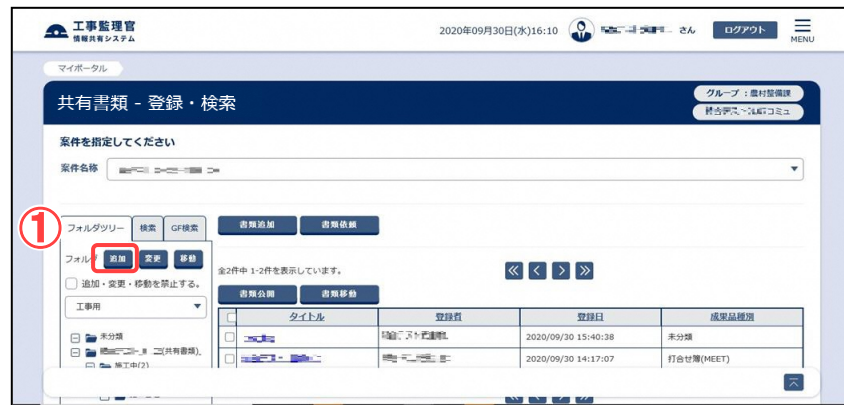 工事監理官
情報共有システム
2020年09月30日(水)16:10
さん
ログアウト
MENU
マイポータル
共有書類 - 登録・検索
グループ：農村整備課
案件を指定してください
案件名称
①
フォルダツリー 検索 GF検索
書類追加 書類依頼
フォルダ 追加 変更 移動
全2件中 1-2件を表示しています。
追加・変更・移動を禁止する。
書類公開 書類移動
工事用
タイトル 登録者 登録日 成果品種別
未分類
2020/09/30 15:40:38 未分類
(共有書類)
2020/09/30 14:17:07 打合せ簿(MEET)
施工中(2)